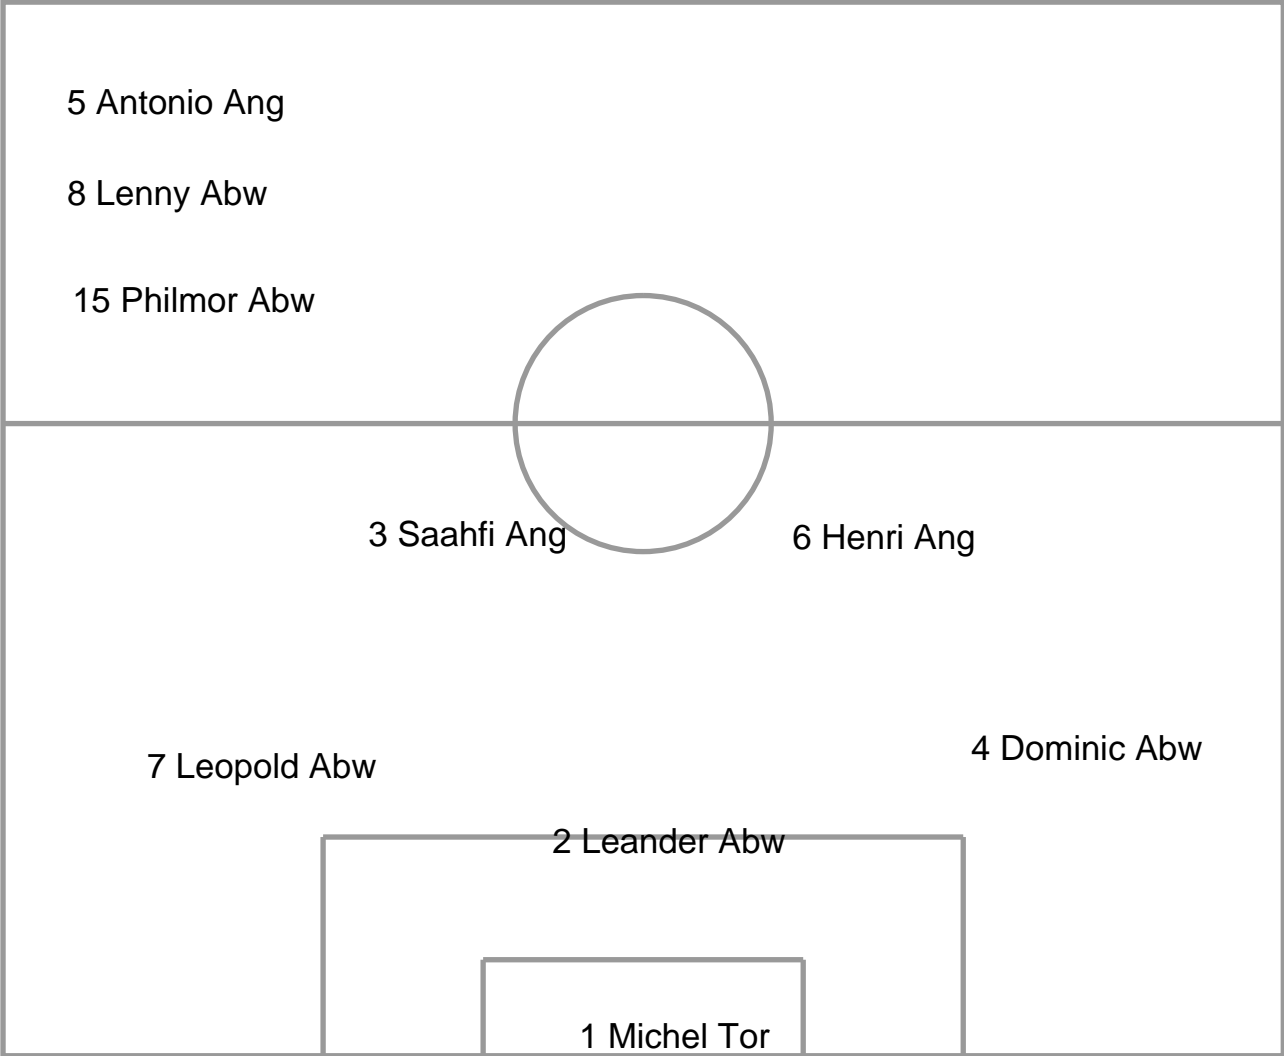 5 Antonio Ang
8 Lenny Abw
15 Philmor Abw
3 Saahfi Ang
6 Henri Ang
4 Dominic Abw
7 Leopold Abw
2 Leander Abw
1 Michel Tor